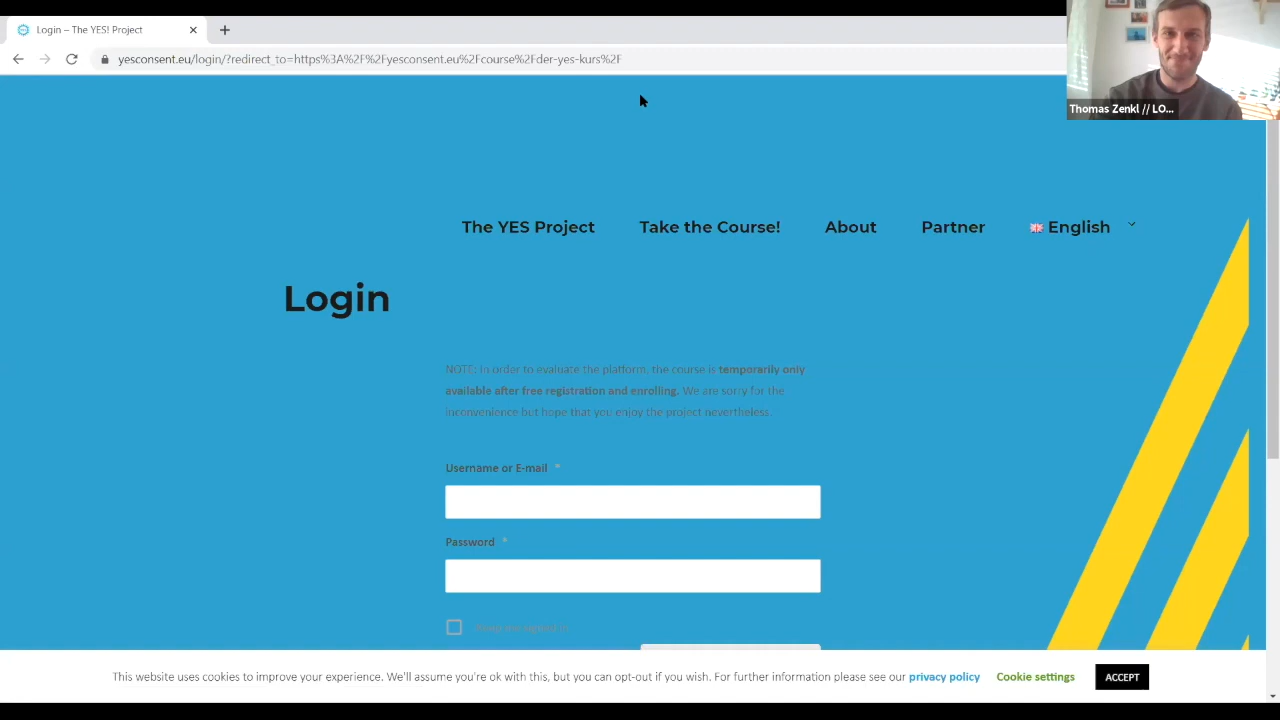 Login – The YES! Project
yesconsent.eu/login/?redirect_to=https%3A%2F%2Fyesconsent.eu%2Fcourse%2Fder-yes-kurs%2F
Thomas Zenkl // LO...
The YES Project
Take the Course!
About
Partner
English
Login
NOTE: In order to evaluate the platform, the course is temporarily only
available after free registration and enrolling. We are sorry for the
inconvenience but hope that you enjoy the project nevertheless.
Username or E-mail *
Password *
Keep me signed in
This website uses cookies to improve your experience. We'll assume you're ok with this, but you can opt-out if you wish. For further information please see our privacy policy
Cookie settings
ACCEPT